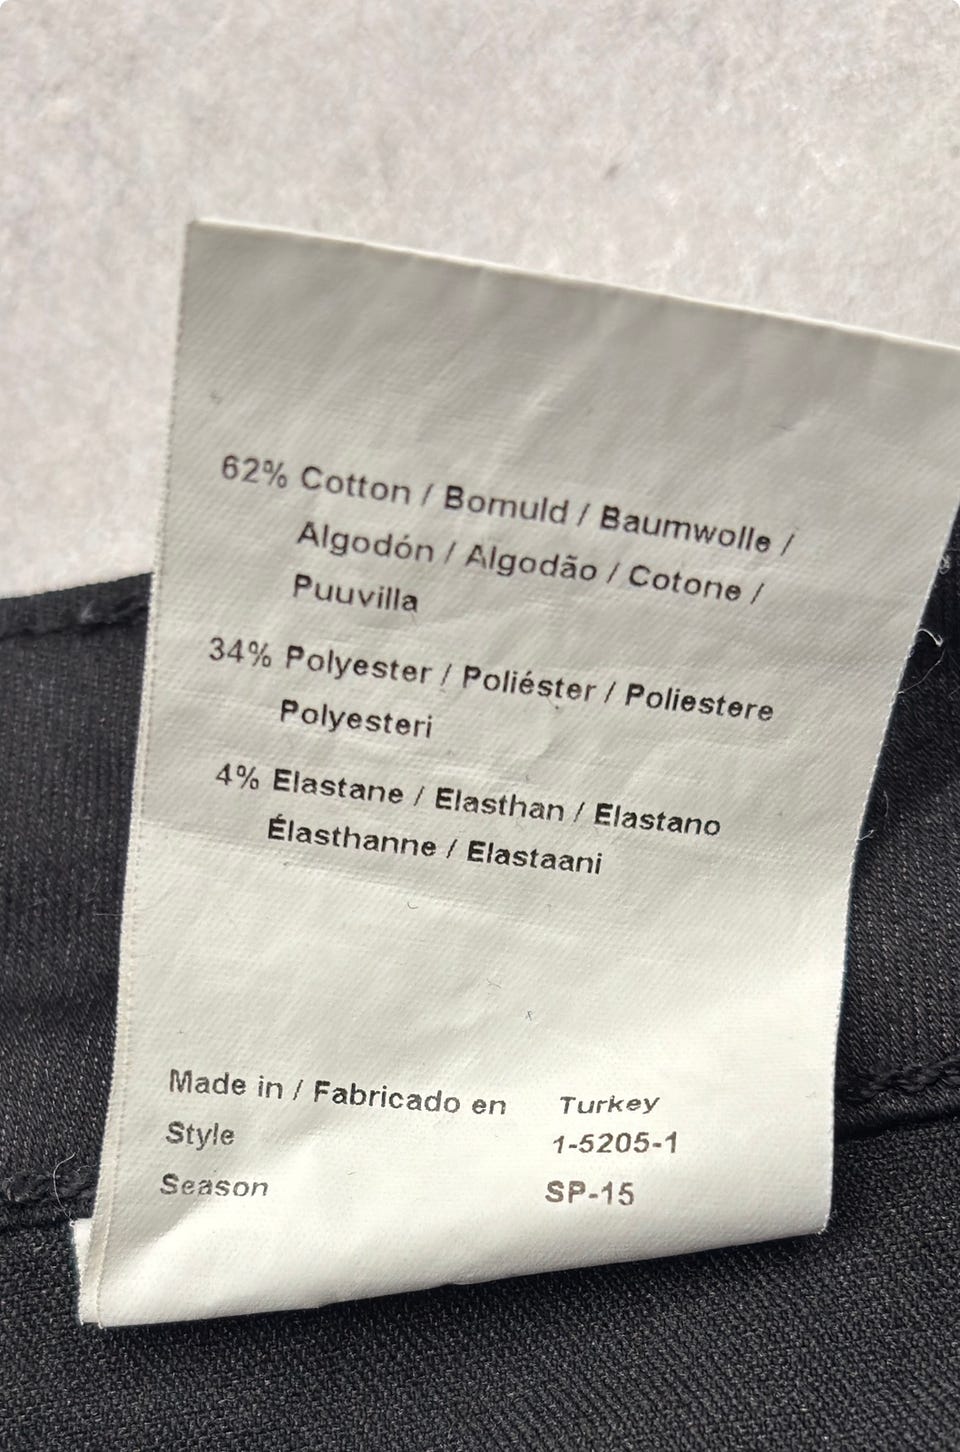 62% Cotton / Bomuld / Baumwolle /
Algodón / Algodão / Cotone /
Puuvilla
34% Polyester / Poliéster / Poliestere
Polyesteri
4% Elastane / Elasthan / Elastano
Élasthanne / Elastaani
Made in / Fabricado en Turkey
Style 1-5205-1
Season SP-15